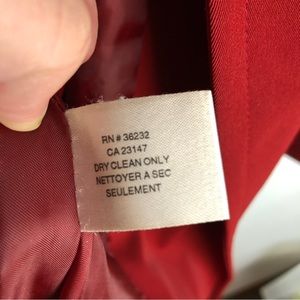 RN # 36232
CA 23147
DRY CLEAN ONLY
NETTOYER A SEC
SEULEMENT